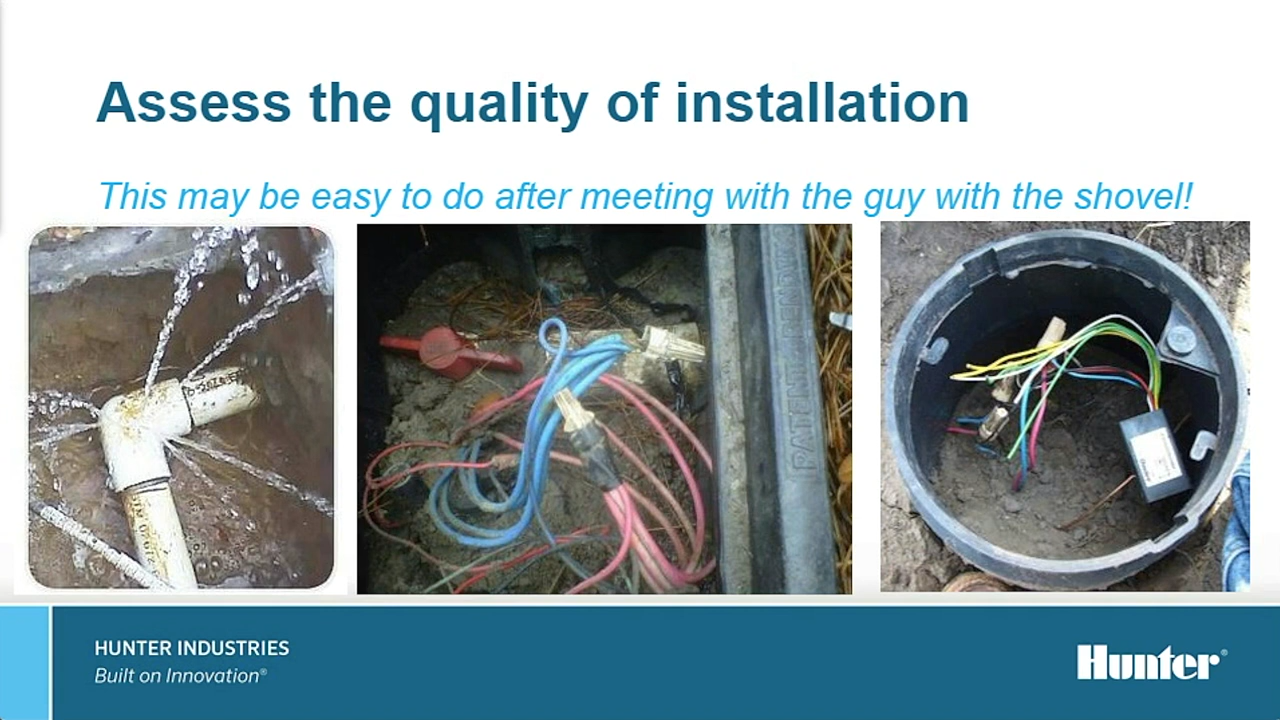 Assess the quality of installation
This may be easy to do after meeting with the guy with the shovel!
HUNTER INDUSTRIES
Built on Innovation®
Hunter®